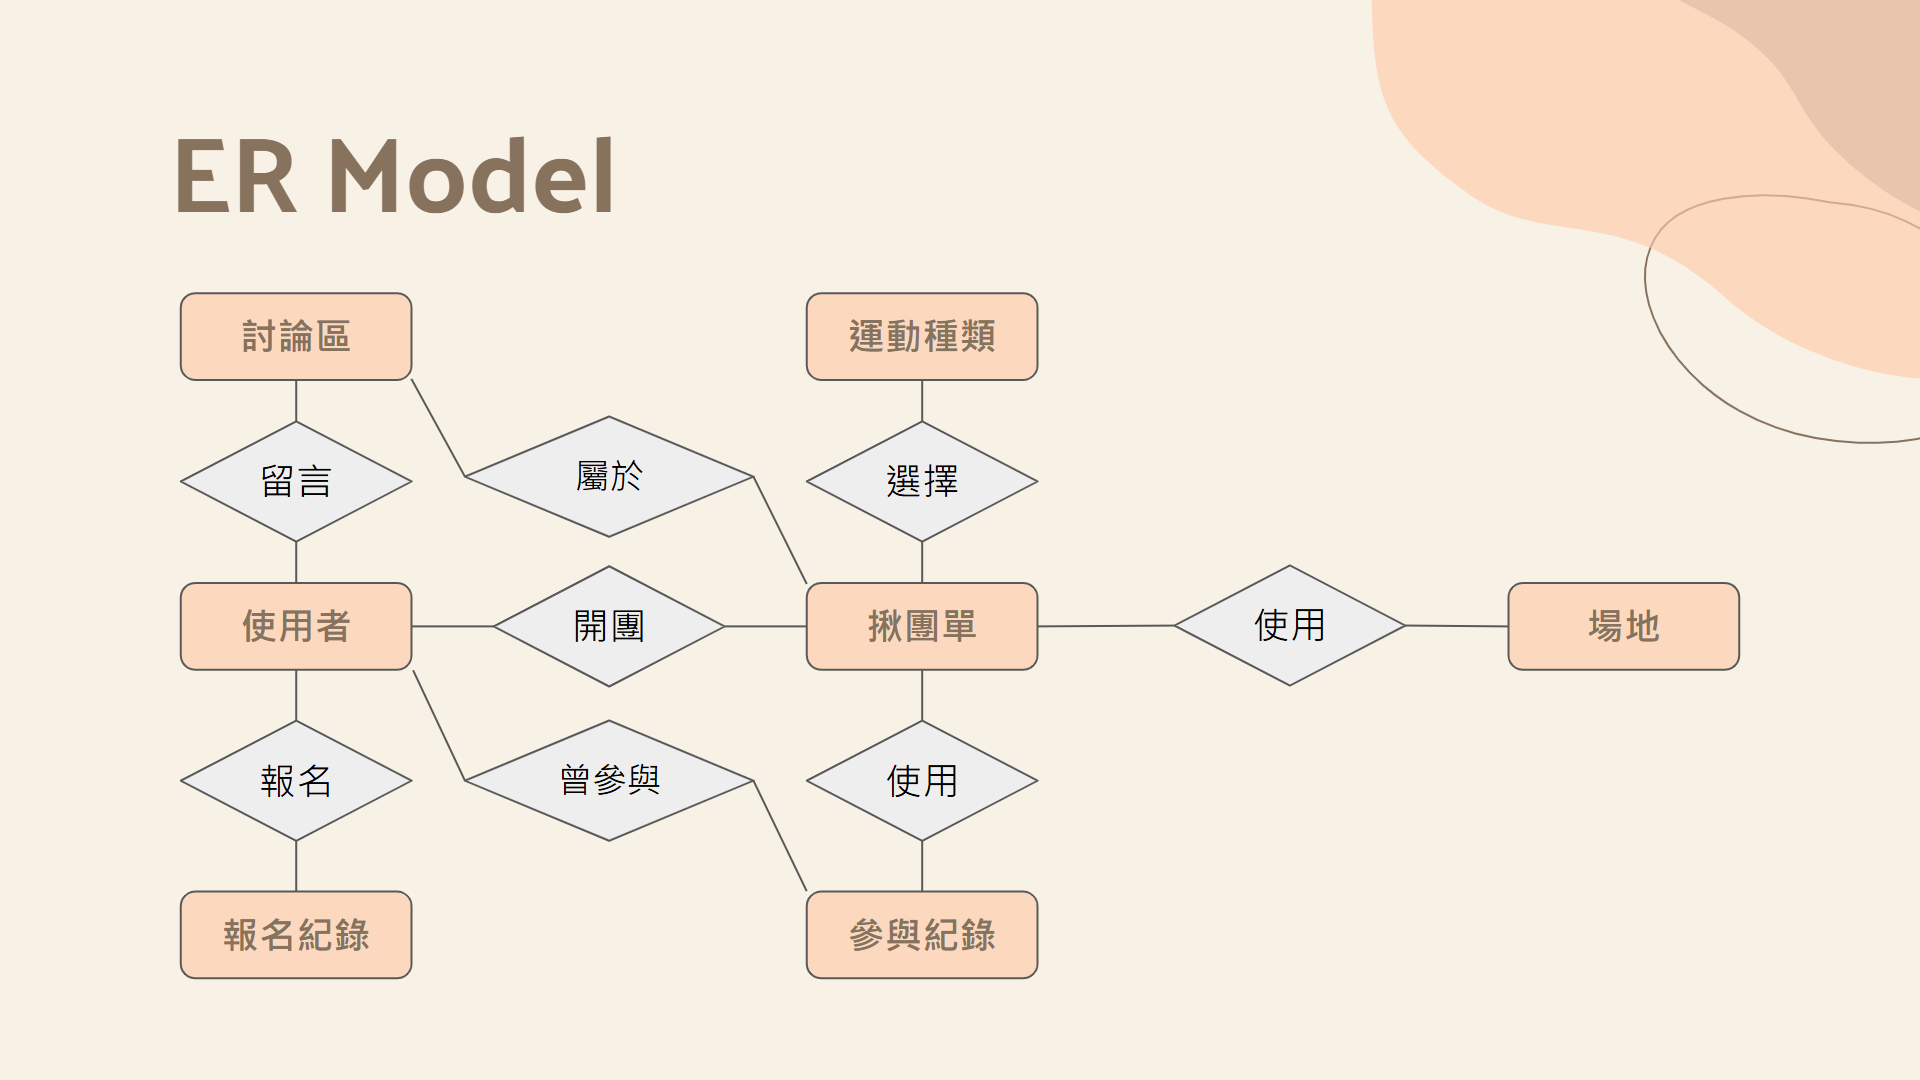 ER Model
討論區
運動種類
留言
屬於
選擇
使用者
開團
揪團單
使用
場地
報名
曾參與
使用
報名紀錄
參與紀錄